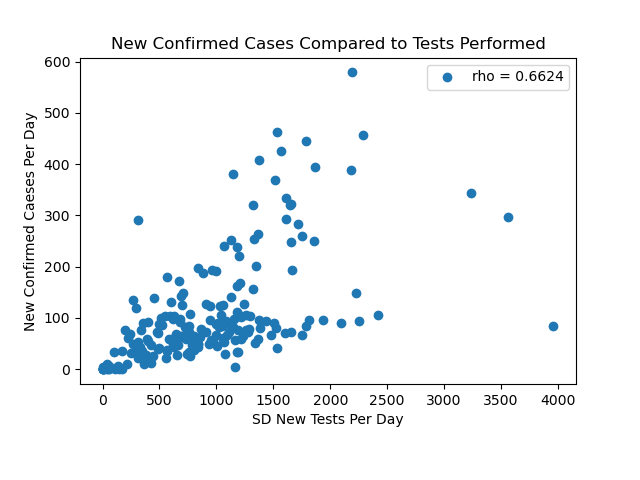 New Confirmed Cases Compared to Tests Performed
rho = 0.6624
600
500
400
300
200
100
0
New Confirmed Caeses Per Day
0 500 1000 1500 2000 2500 3000 3500 4000
SD New Tests Per Day